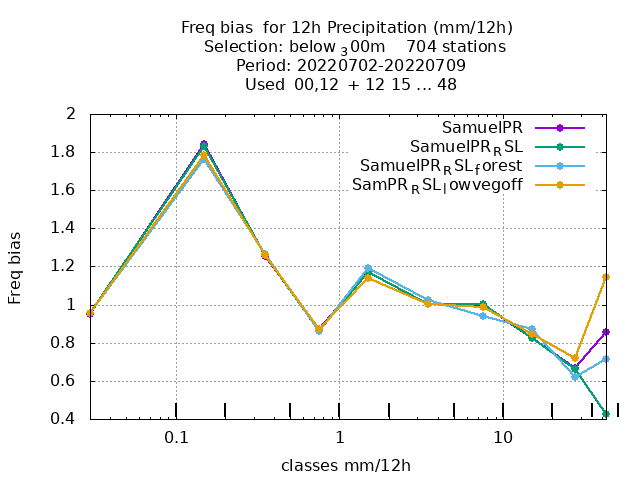 Freq bias  for 12h Precipitation (mm/12h)
Selection: below ₃00m    704 stations
Period: 20220702-20220709
Used  00,12  + 12 15 ... 48
SamuelPR
SamuelPR_RSL
SamuelPR_RSL_forest
SamPR_RSL_lowvegoff
2
1.8
1.6
1.4
1.2
1
0.8
0.6
0.4
Freq bias
0.1 1 10
classes mm/12h